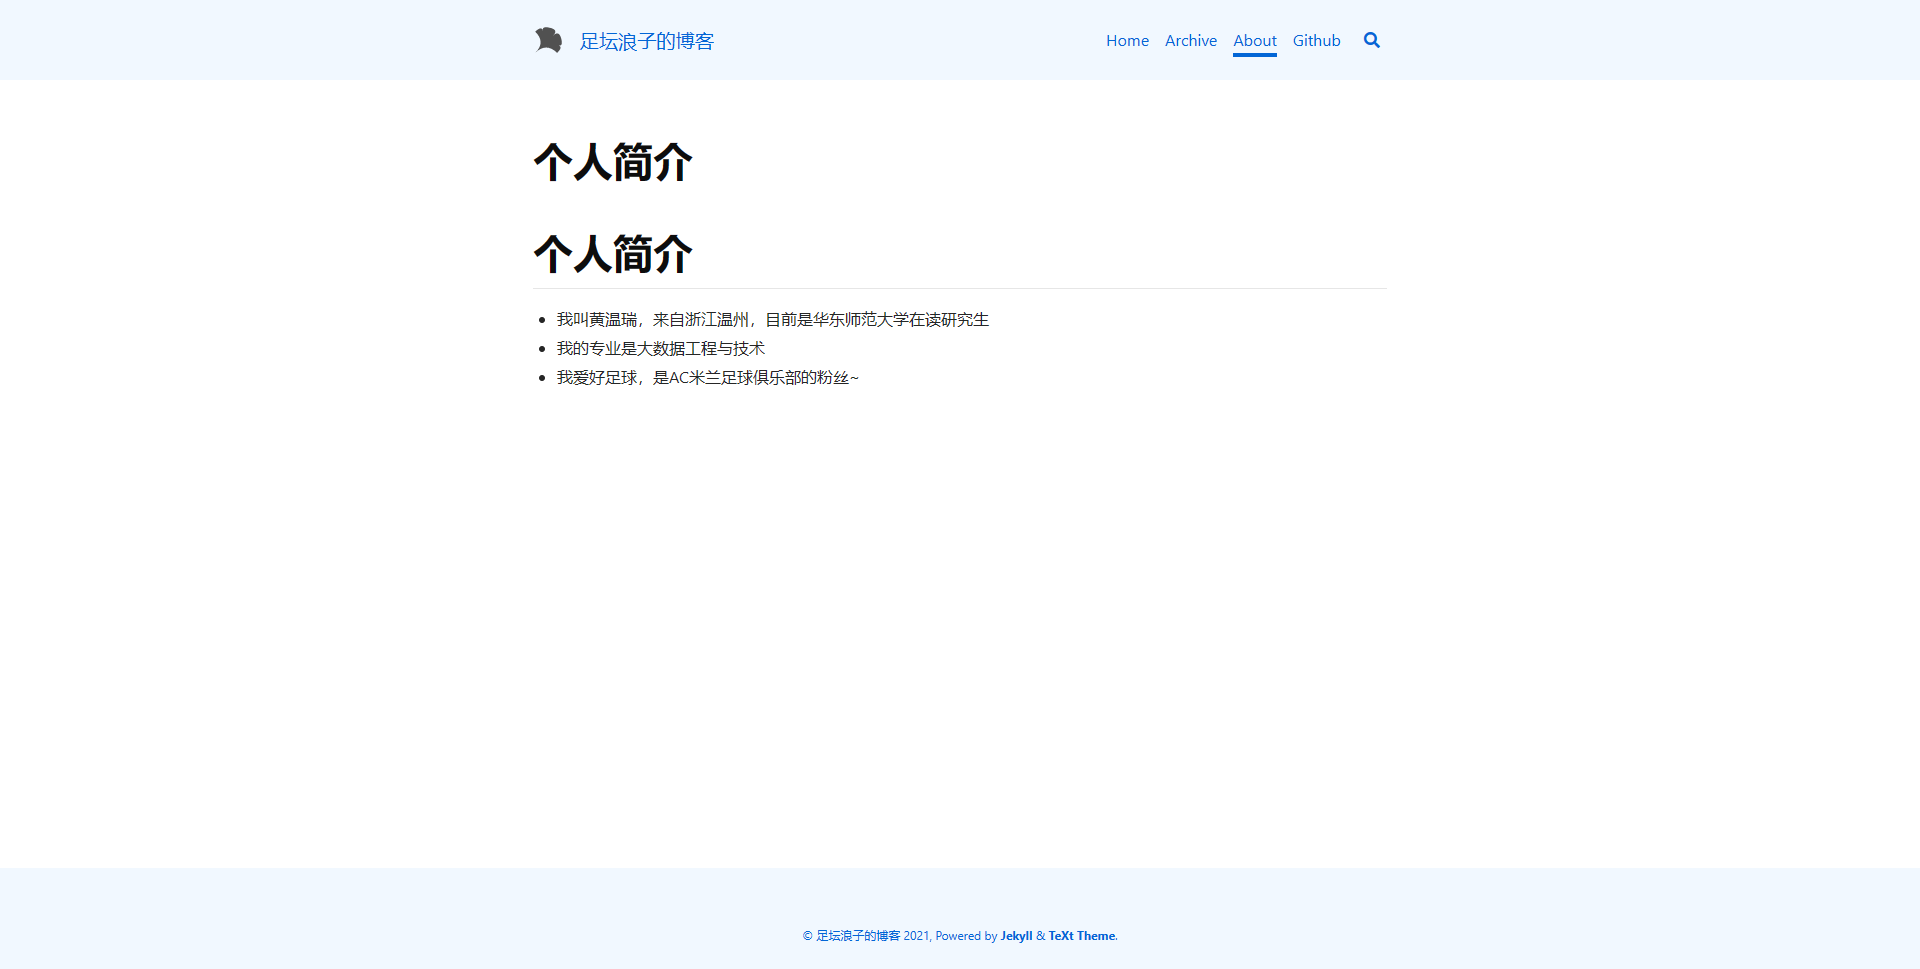 足坛浪子的博客
Home Archive About Github
个人简介
个人简介
我叫黄温瑞，来自浙江温州，目前是华东师范大学在读研究生
我的专业是大数据工程与技术
我爱好足球，是AC米兰足球俱乐部的粉丝~
© 足坛浪子的博客 2021, Powered by Jekyll & TeXt Theme.